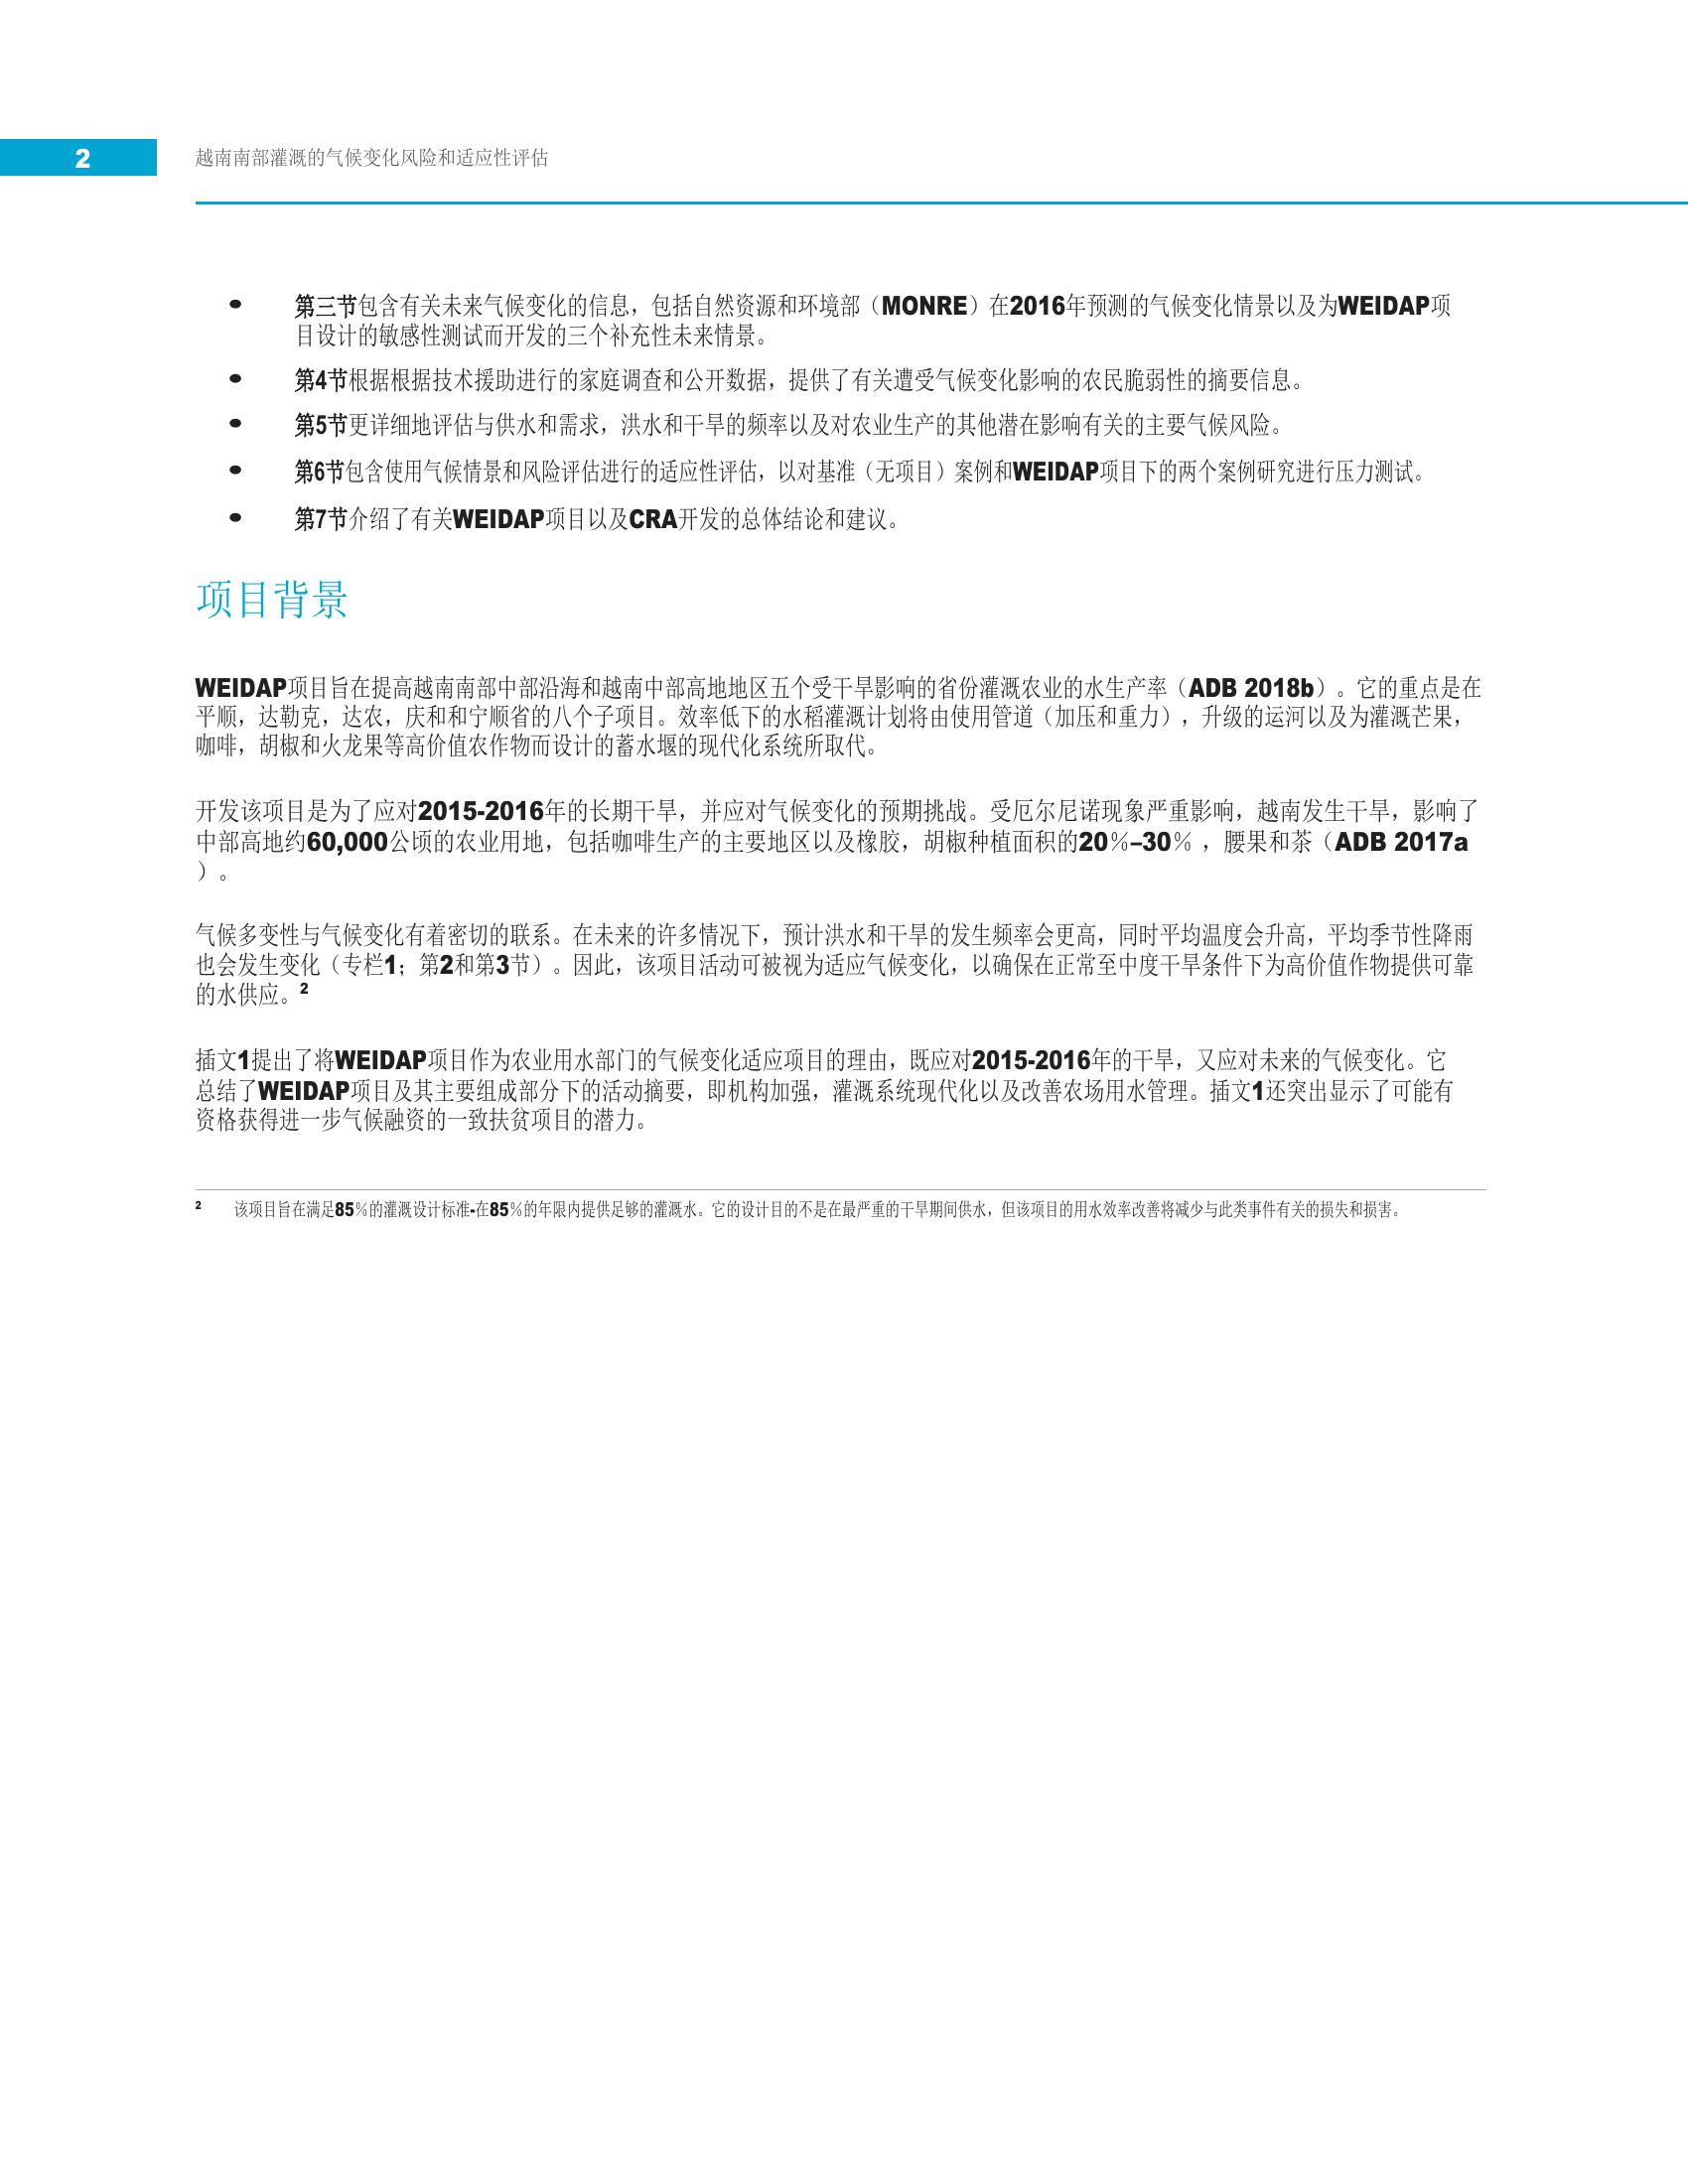 2
越南南部灌溉的气候变化风险和适应性评估
• 第三节包含有关未来气候变化的信息，包括自然资源和环境部（MONRE）在2016年预测的气候变化情景以及为WEIDAP项
目设计的敏感性测试而开发的三个补充性未来情景。
• 第4节根据根据技术援助进行的家庭调查和公开数据，提供了有关遭受气候变化影响的农民脆弱性的摘要信息。
• 第5节更详细地评估与供水和需求，洪水和干旱的频率以及对农业生产的其他潜在影响有关的主要气候风险。
• 第6节包含使用气候情景和风险评估进行的适应性评估，以对基准（无项目）案例和WEIDAP项目下的两个案例研究进行压力测试。
• 第7节介绍了有关WEIDAP项目以及CRA开发的总体结论和建议。
项目背景
WEIDAP项目旨在提高越南南部中部沿海和越南中部高地地区五个受干旱影响的省份灌溉农业的水生产率（ADB 2018b）。它的重点是在
平顺，达勒克，达农，庆和和宁顺省的八个子项目。效率低下的水稻灌溉计划将由使用管道（加压和重力），升级的运河以及为灌溉芒果，
咖啡，胡椒和火龙果等高价值农作物而设计的蓄水堰的现代化系统所取代。
开发该项目是为了应对2015-2016年的长期干旱，并应对气候变化的预期挑战。受厄尔尼诺现象严重影响，越南发生干旱，影响了
中部高地约60,000公顷的农业用地，包括咖啡生产的主要地区以及橡胶，胡椒种植面积的20％–30％ ，腰果和茶（ADB 2017a
）。
气候多变性与气候变化有着密切的联系。在未来的许多情况下，预计洪水和干旱的发生频率会更高，同时平均温度会升高，平均季节性降雨
也会发生变化（专栏1；第2和第3节）。因此，该项目活动可被视为适应气候变化，以确保在正常至中度干旱条件下为高价值作物提供可靠
的水供应。2
插文1提出了将WEIDAP项目作为农业用水部门的气候变化适应项目的理由，既应对2015-2016年的干旱，又应对未来的气候变化。它
总结了WEIDAP项目及其主要组成部分下的活动摘要，即机构加强，灌溉系统现代化以及改善农场用水管理。插文1还突出显示了可能有
资格获得进一步气候融资的一致扶贫项目的潜力。
2 该项目旨在满足85％的灌溉设计标准-在85％的年限内提供足够的灌溉水。它的设计目的不是在最严重的干旱期间供水，但该项目的用水效率改善将减少与此类事件有关的损失和损害。